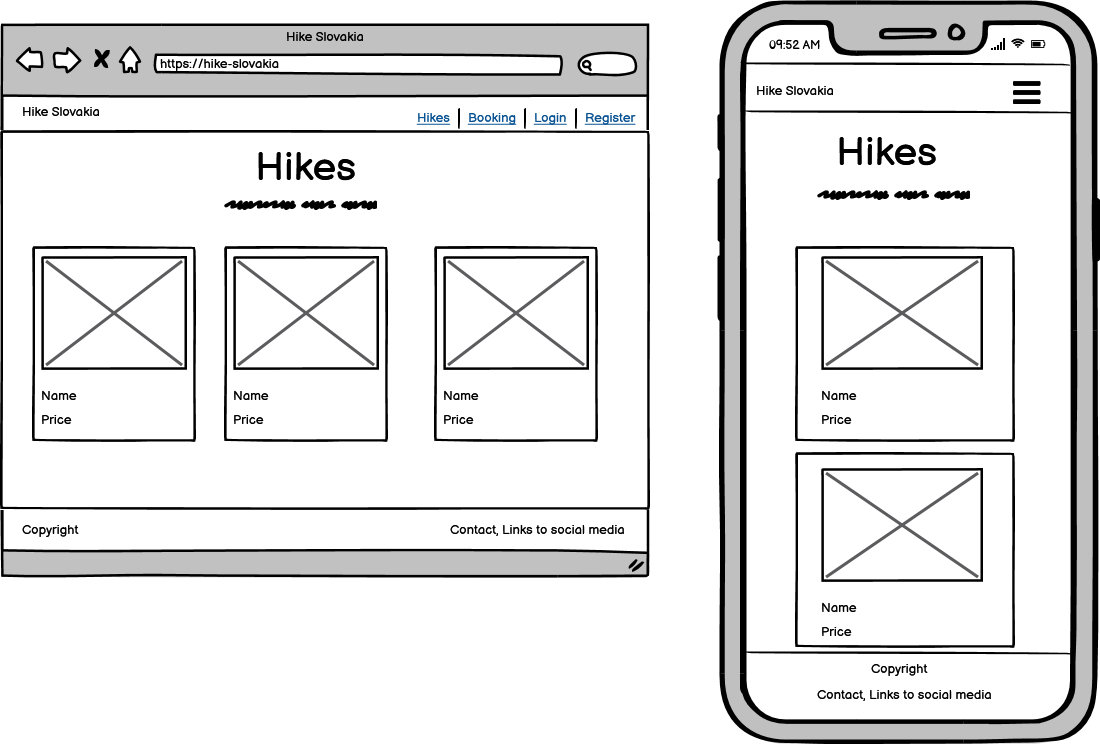 Hike Slovakia
https://hike-slovakia
Hike Slovakia
Hikes Booking Login Register
Hikes
Name Name Name
Price Price Price
Copyright Contact, Links to social media
09:52 AM
Hike Slovakia
Hikes
Name
Price
Name
Price
Copyright
Contact, Links to social media